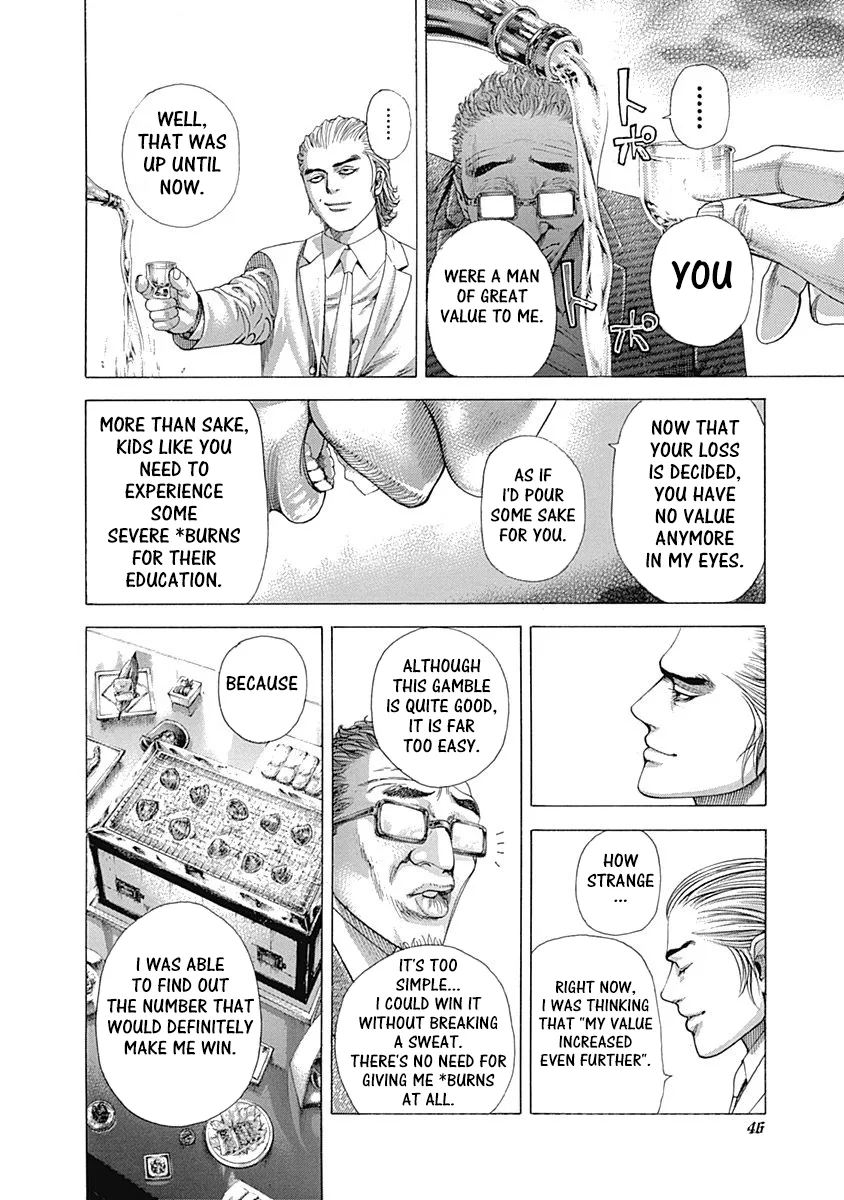 ……
YOU
トポ
WERE A MAN
OF GREAT
VALUE TO ME.
トポ
……
WELL,
THAT WAS
UP UNTIL
NOW.
NOW THAT
YOUR LOSS
IS DECIDED,
YOU HAVE
NO VALUE
ANYMORE
IN MY EYES.
AS IF
I'D POUR
SOME SAKE
FOR YOU.
MORE THAN SAKE,
KIDS LIKE YOU
NEED TO
EXPERIENCE
SOME
SEVERE *BURNS
FOR THEIR
EDUCATION.
HOW
STRANGE
...
RIGHT NOW,
I WAS THINKING
THAT "MY VALUE
INCREASED
EVEN FURTHER".
ALTHOUGH
THIS GAMBLE
IS QUITE GOOD,
IT IS FAR
TOO EASY.
IT'S TOO
SIMPLE...
I COULD WIN IT
WITHOUT BREAKING
A SWEAT.
THERE'S NO NEED FOR
GIVING ME *BURNS
AT ALL.
BECAUSE
I WAS ABLE
TO FIND OUT
THE NUMBER THAT
WOULD DEFINITELY
MAKE ME WIN.
46